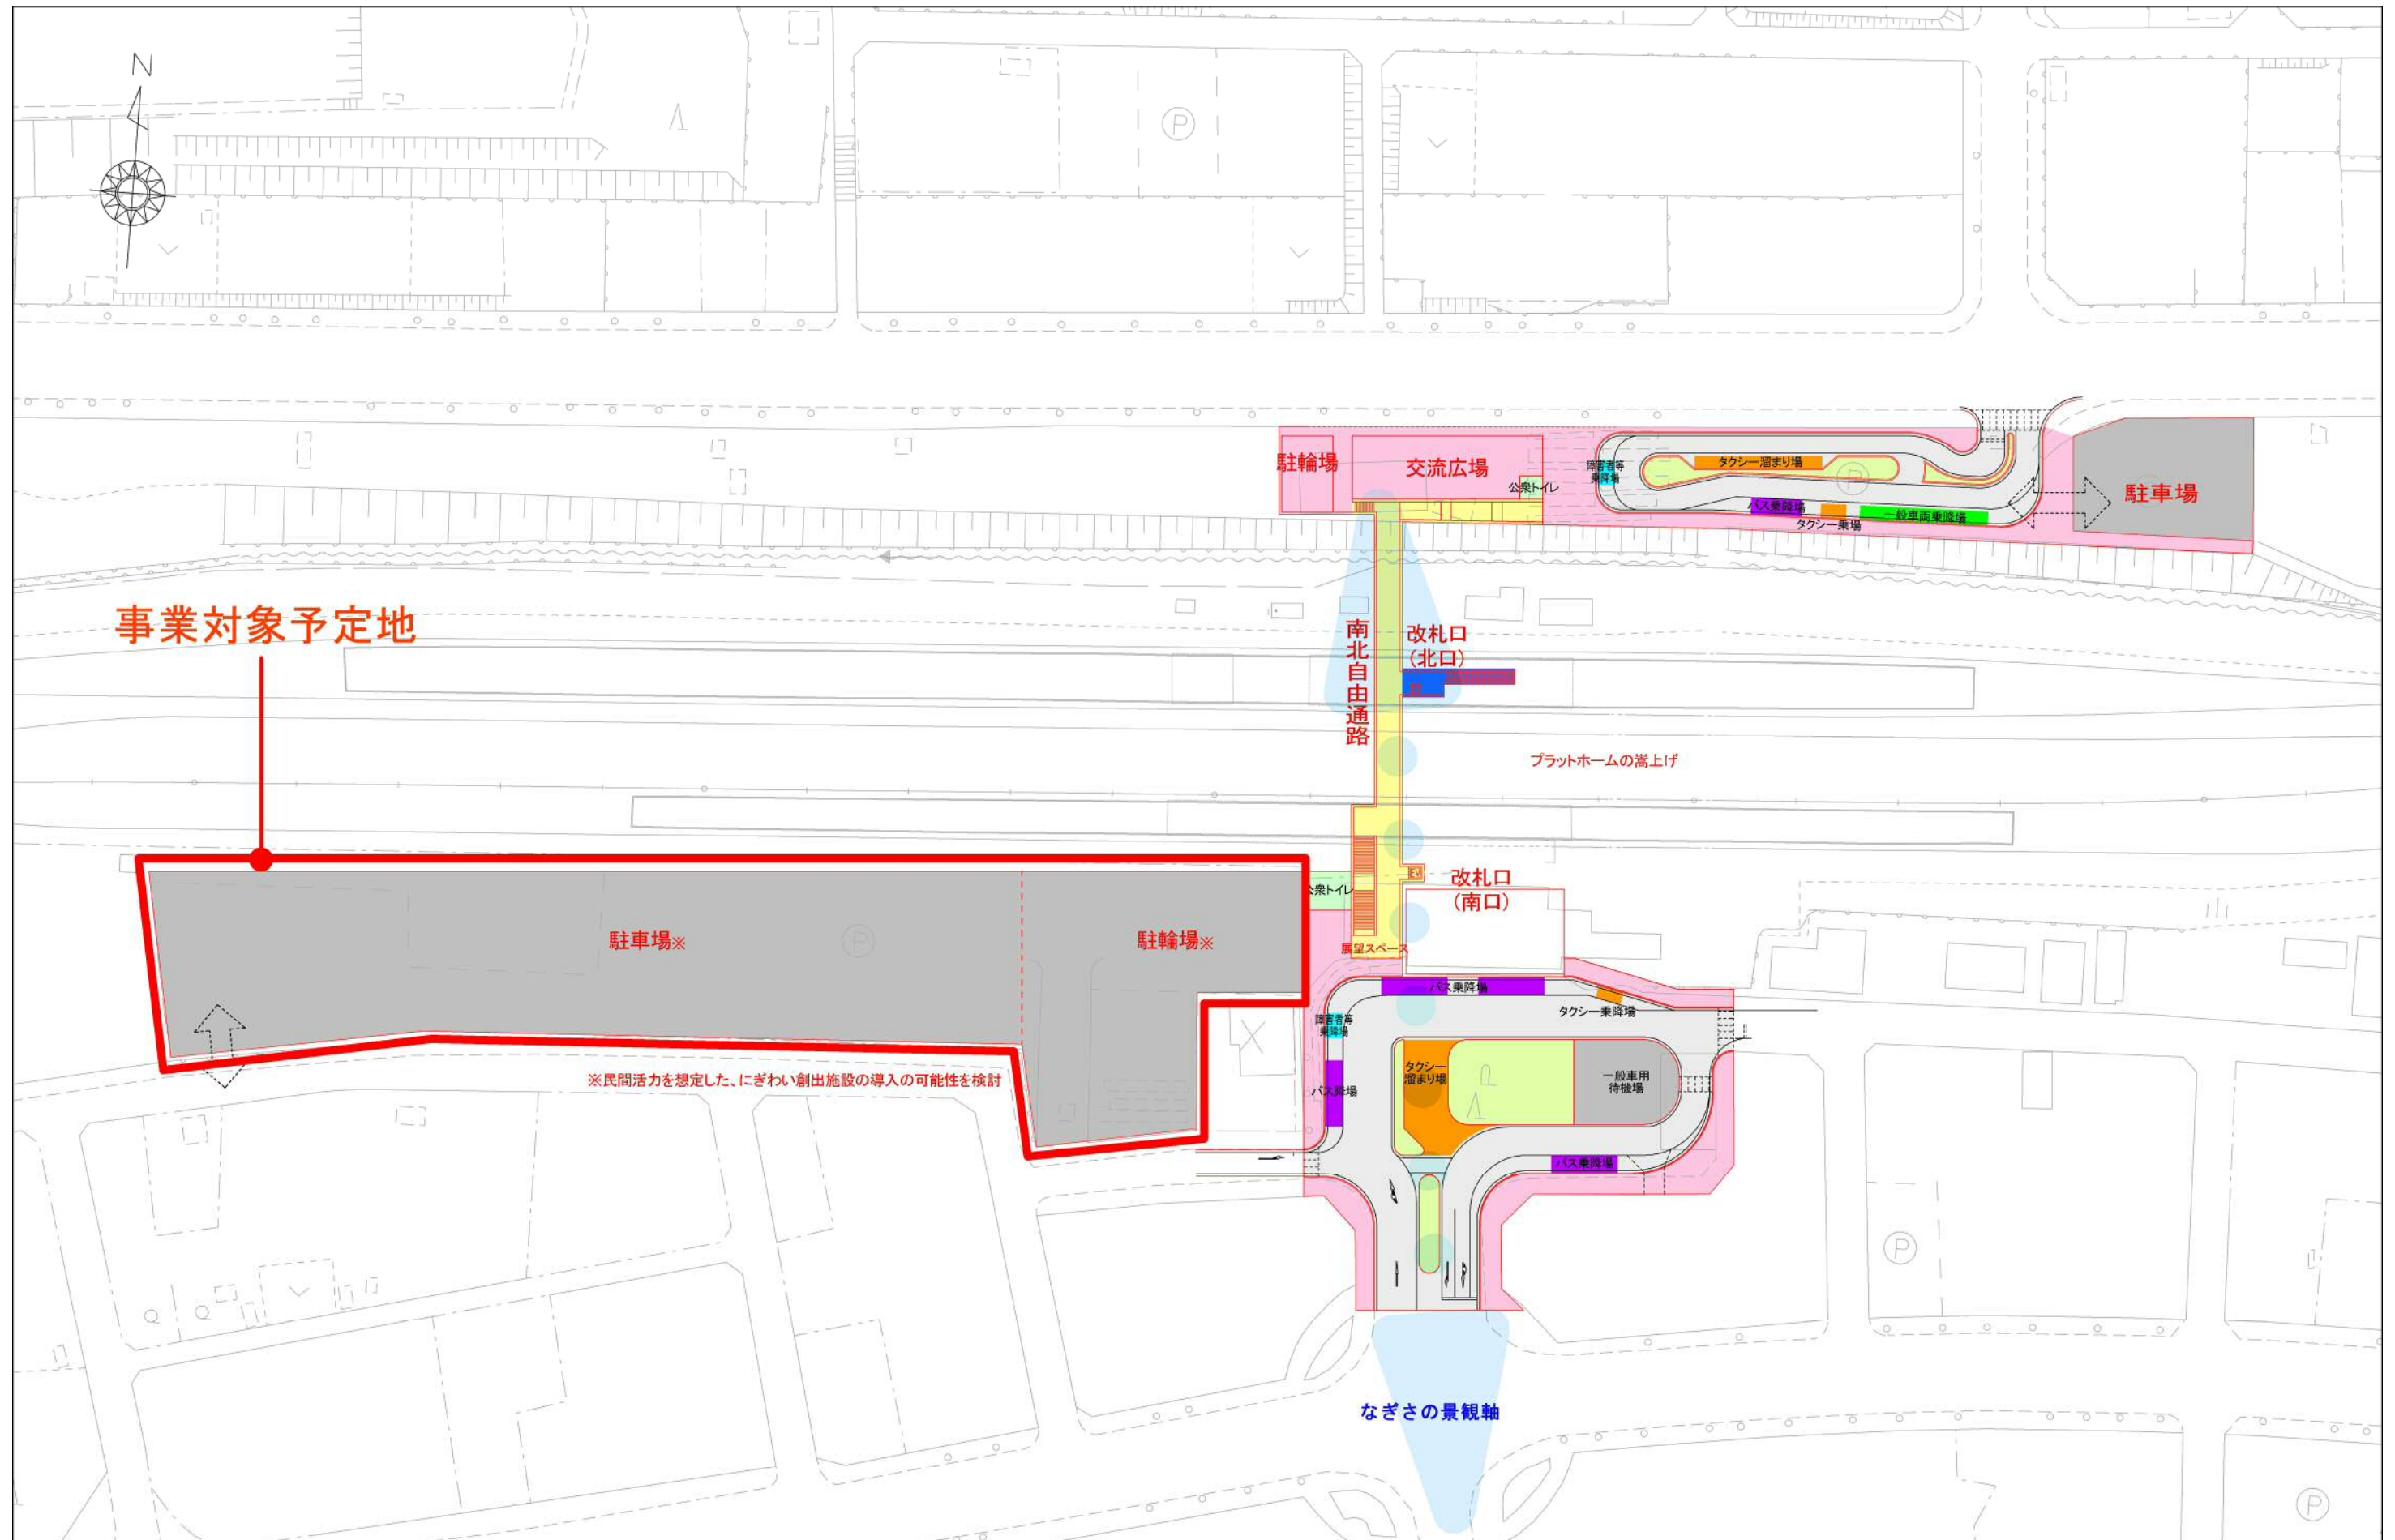 N
P
駐輪場
交流広場
公衆トイレ
障害者等
乗降場
タクシー溜まり場
P
バス乗降場
タクシー乗場
一般車両乗降場
駐車場
事業対象予定地
南北自由通路
改札口
(北口)
プラットホームの嵩上げ
公衆トイレ
EV
改札口
(南口)
駐車場※
P
駐輪場※
展望スペース
バス乗降場
タクシー乗降場
障害者等
乗降場
バス降場
タクシー
溜まり場
一般車用
待機場
※民間活力を想定した、にぎわい創出施設の導入の可能性を検討
バス乗降場
P
なぎさの景観軸
P